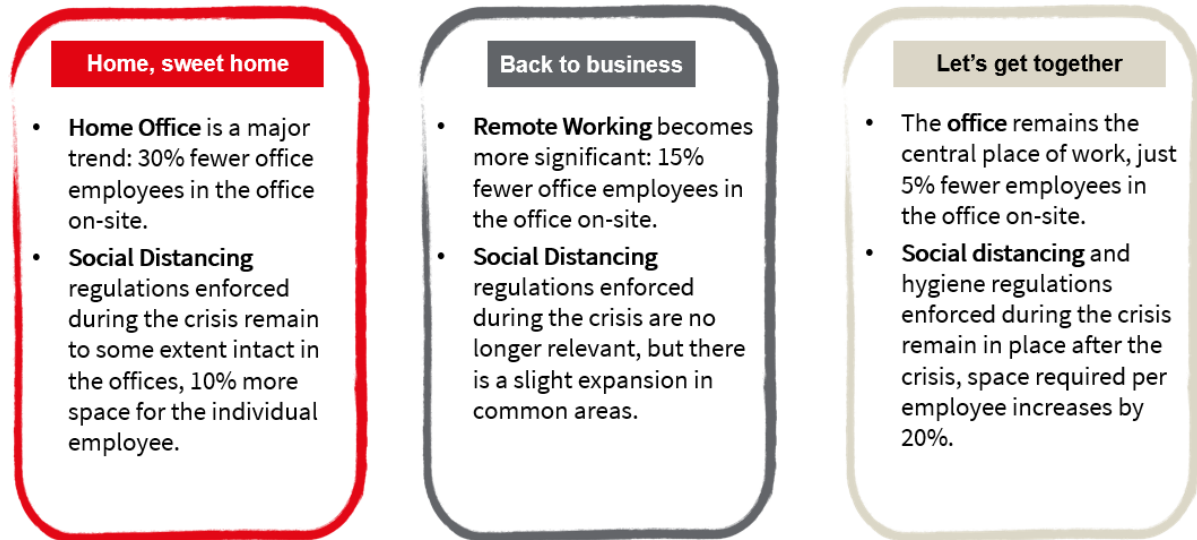 Home, sweet home
• Home Office is a major
trend: 30% fewer office
employees in the office
on-site.
• Social Distancing
regulations enforced
during the crisis remain
to some extent intact in
the offices, 10% more
space for the individual
employee.
Back to business
• Remote Working becomes
more significant: 15%
fewer office employees in
the office on-site.
• Social Distancing
regulations enforced
during the crisis are no
longer relevant, but there
is a slight expansion in
common areas.
Let’s get together
• The office remains the
central place of work, just
5% fewer employees in
the office on-site.
• Social distancing and
hygiene regulations
enforced during the crisis
remain in place after the
crisis, space required per
employee increases by
20%.